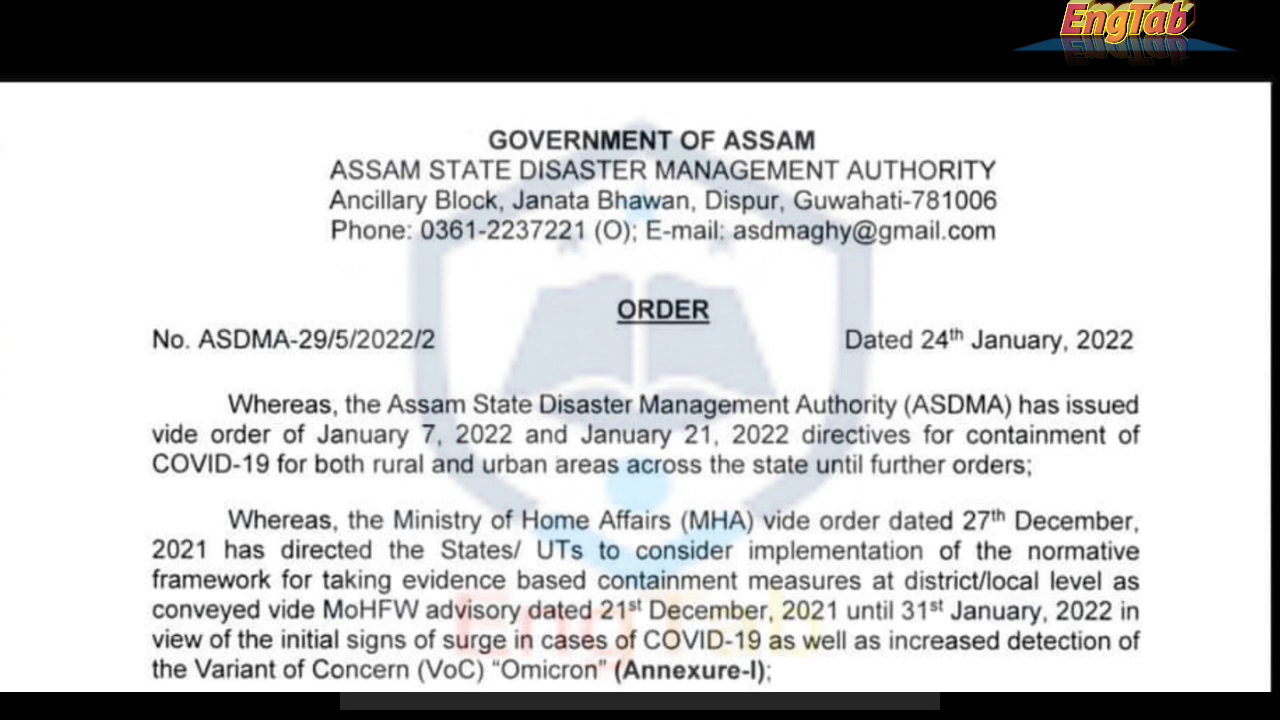 EngTab
GOVERNMENT OF ASSAM
ASSAM STATE DISASTER MANAGEMENT AUTHORITY
Ancillary Block, Janata Bhawan, Dispur, Guwahati-781006
Phone: 0361-2237221 (O); E-mail: asdmaghy@gmail.com
ORDER
No. ASDMA-29/5/2022/2 Dated 24th January, 2022
Whereas, the Assam State Disaster Management Authority (ASDMA) has issued
vide order of January 7, 2022 and January 21, 2022 directives for containment of
COVID-19 for both rural and urban areas across the state until further orders;
Whereas, the Ministry of Home Affairs (MHA) vide order dated 27th December,
2021 has directed the States/ UTs to consider implementation of the normative
framework for taking evidence based containment measures at district/local level as
conveyed vide MoHFW advisory dated 21st December, 2021 until 31st January, 2022 in
view of the initial signs of surge in cases of COVID-19 as well as increased detection of
the Variant of Concern (VoC) “Omicron” (Annexure-I);
EngTab